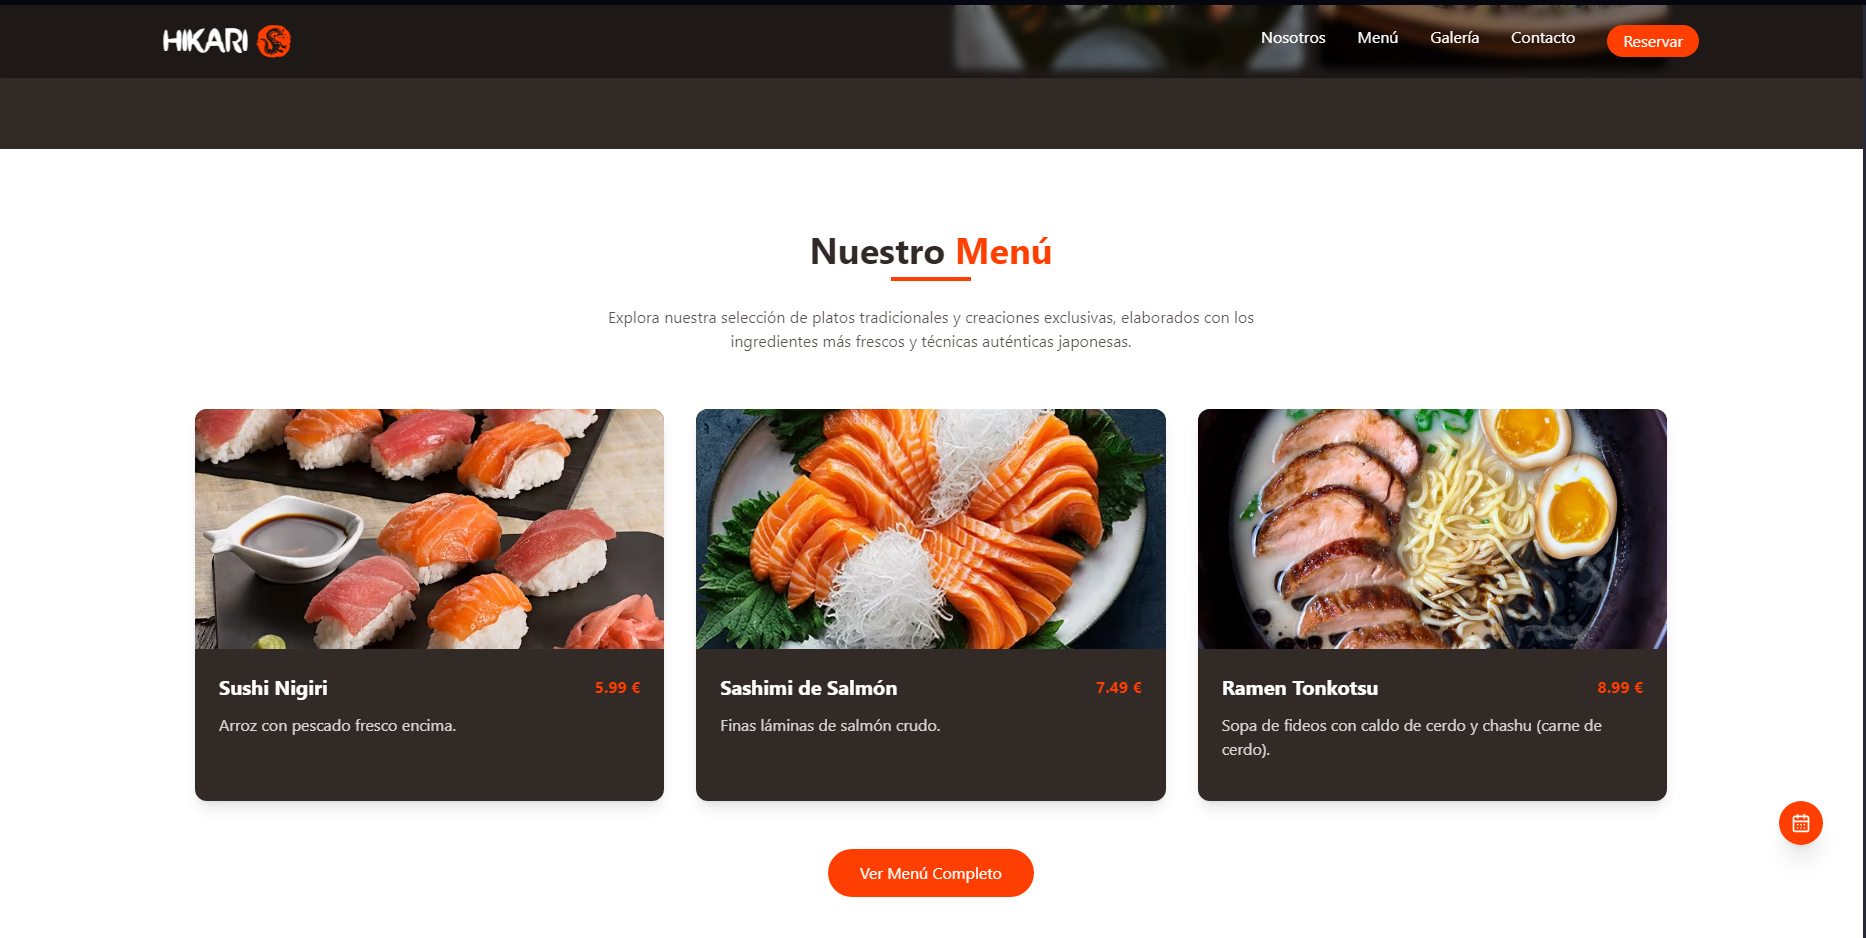 HIKARI
Nosotros
Menú
Galería
Contacto
Reservar
Nuestro Menú
Explora nuestra selección de platos tradicionales y creaciones exclusivas, elaborados con los
ingredientes más frescos y técnicas auténticas japonesas.
Sushi Nigiri
5.99 €
Arroz con pescado fresco encima.
Sashimi de Salmón
7.49 €
Finas láminas de salmón crudo.
Ramen Tonkotsu
8.99 €
Sopa de fideos con caldo de cerdo y chashu (carne de
cerdo).
Ver Menú Completo